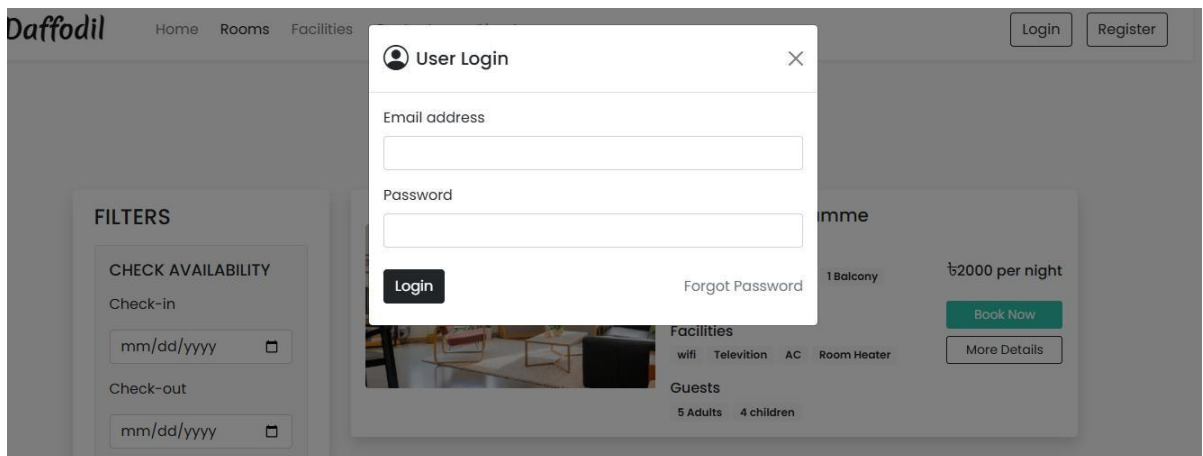 Daffodil Home Rooms Facilities
Login Register
User Login
Email address
Password
Login Forgot Password
FILTERS
CHECK AVAILABILITY
Check-in
mm/dd/yyyy
Check-out
mm/dd/yyyy
1 Balcony
৳2000 per night
Book Now
More Details
Facilities
wifi Televition AC Room Heater
Guests
5 Adults 4 children